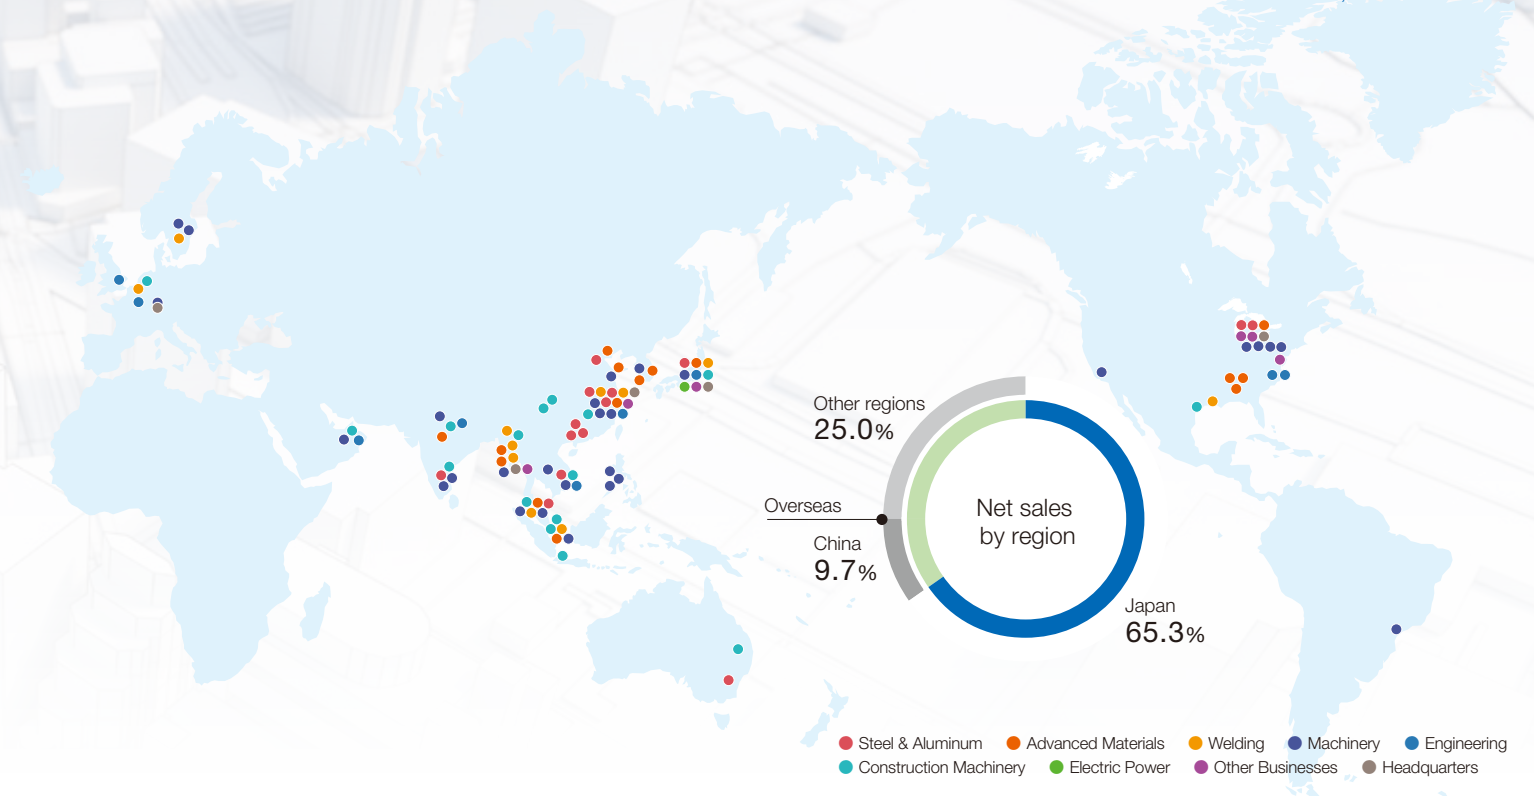 Other regions
25.0%
Overseas
China
9.7%
Net sales
by region
Japan
65.3%
Steel & Aluminum
Advanced Materials
Welding
Machinery
Engineering
Construction Machinery
Electric Power
Other Businesses
Headquarters